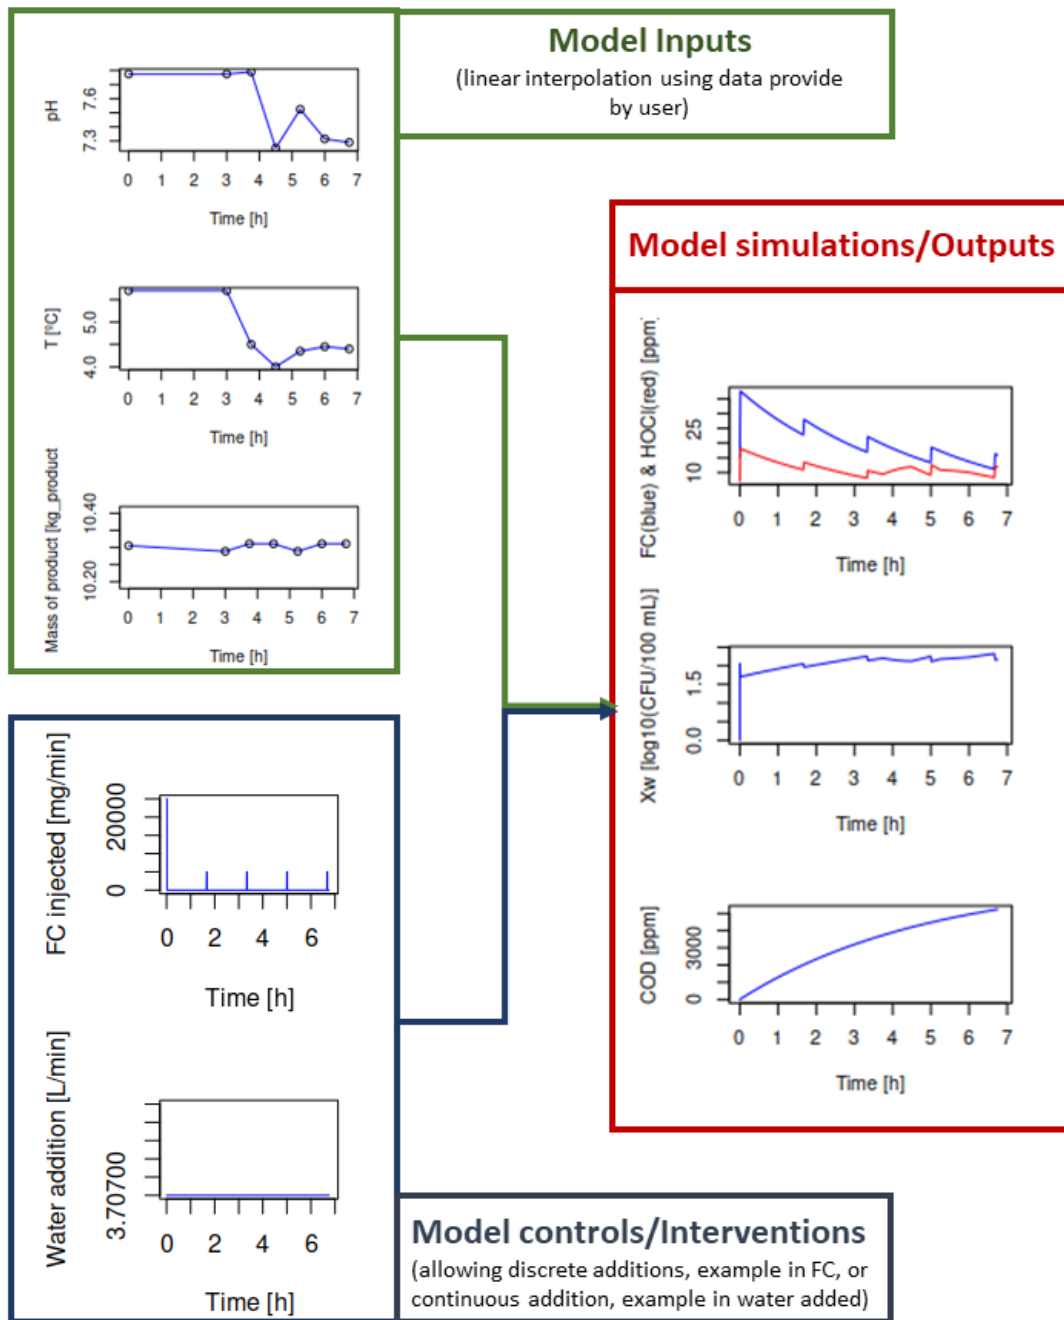 Model Inputs
(linear interpolation using data provide
by user)
pH
7.6
7.3
0 1 2 3 4 5 6 7
Time [h]
T [ºC]
5.0
4.0
0 1 2 3 4 5 6 7
Time [h]
Mass of product [kg_product
10.40
10.20
0 1 2 3 4 5 6 7
Time [h]
Model simulations/Outputs
FC(blue) & HOCl(red) [ppm]
25
10
0 1 2 3 4 5 6 7
Time [h]
Xw [log10(CFU/100 mL)]
1.5
0.0
0 1 2 3 4 5 6 7
Time [h]
COD [ppm]
3000
0
0 1 2 3 4 5 6 7
Time [h]
FC injected [mg/min]
20000
0
0 2 4 6
Time [h]
Water addition [L/min]
3.70700
0 2 4 6
Time [h]
Model controls/Interventions
(allowing discrete additions, example in FC, or
continuous addition, example in water added)